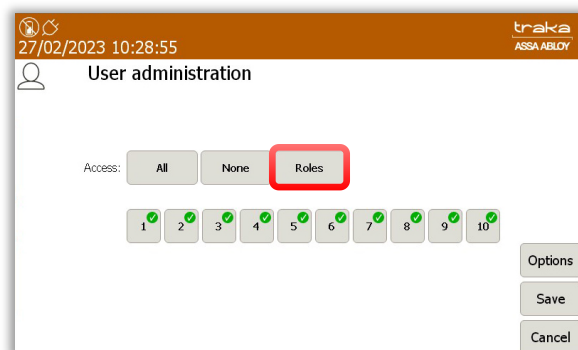 traka
27/02/2023 10:28:55
ASSA ABLOY
User administration
Access: All None Roles
1 2 3 4 5 6 7 8 9 10
Options
Save
Cancel